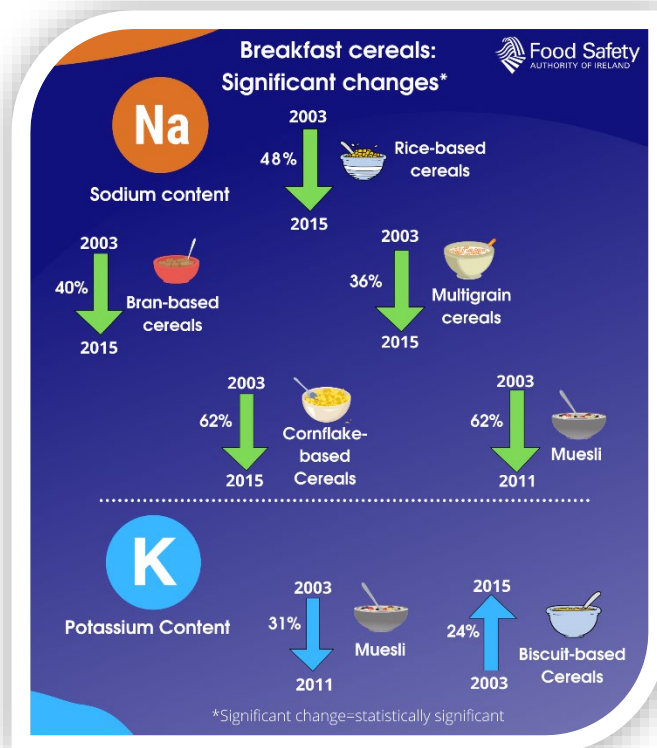 Breakfast cereals:
Significant changes*
Food Safety
AUTHORITY OF IRELAND
Na
Sodium content
2003
48%
Rice-based
cereals
2015
2003
40%
Bran-based
cereals
2015
2003
36%
Multigrain
cereals
2015
2003
62%
Cornflake-
based
Cereals
2015
2003
62%
Muesli
2011
K
Potassium Content
2003
31%
Muesli
2011
2015
24%
Biscuit-based
Cereals
2003
*Significant change=statistically significant